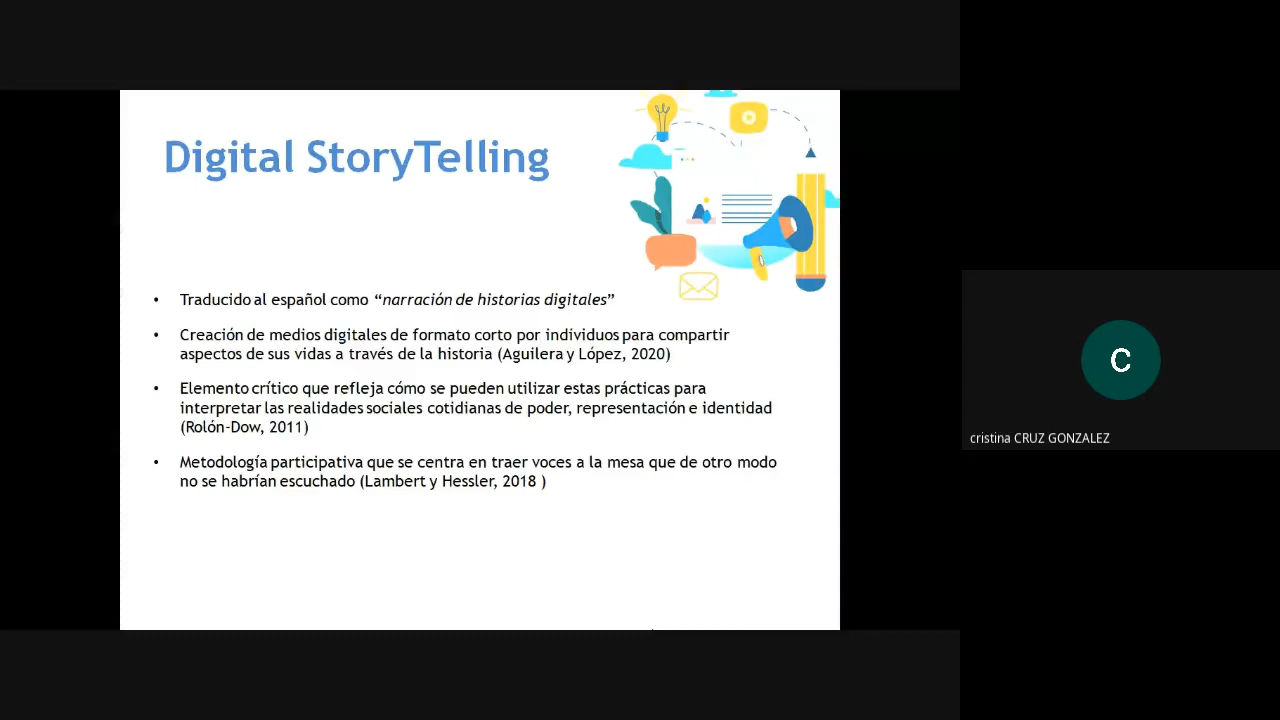 Digital StoryTelling
• Traducido al español como “narración de historias digitales”
• Creación de medios digitales de formato corto por individuos para compartir
aspectos de sus vidas a través de la historia (Aguilera y López, 2020)
• Elemento crítico que refleja cómo se pueden utilizar estas prácticas para
interpretar las realidades sociales cotidianas de poder, representación e identidad
(Rolón-Dow, 2011)
• Metodología participativa que se centra en traer voces a la mesa que de otro modo
no se habrían escuchado (Lambert y Hessler, 2018 )
C
cristina CRUZ GONZALEZ